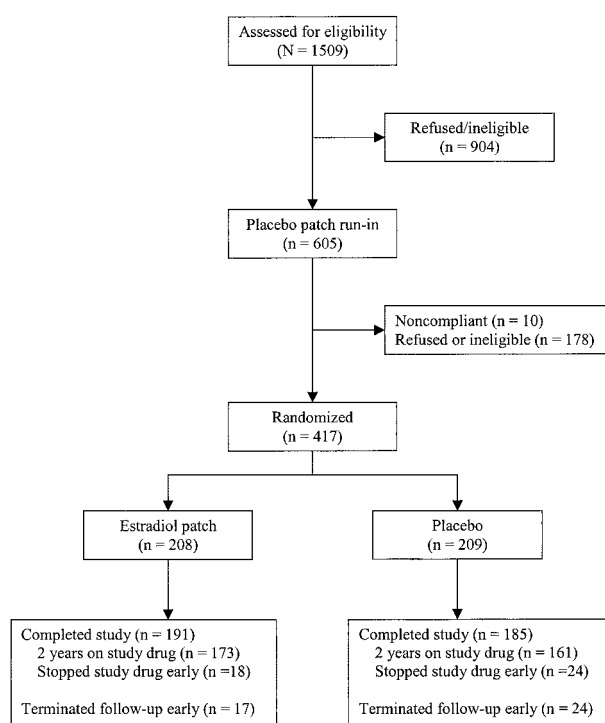 Assessed for eligibility
(N = 1509)
Refused/ineligible
(n = 904)
Placebo patch run-in
(n = 605)
Noncompliant (n = 10)
Refused or ineligible (n = 178)
Randomized
(n = 417)
Estradiol patch
(n = 208)
Placebo
(n = 209)
Completed study (n = 191)
2 years on study drug (n = 173)
Stopped study drug early (n =18)
Terminated follow-up early (n = 17)
Completed study (n = 185)
2 years on study drug (n = 161)
Stopped study drug early (n =24)
Terminated follow-up early (n = 24)